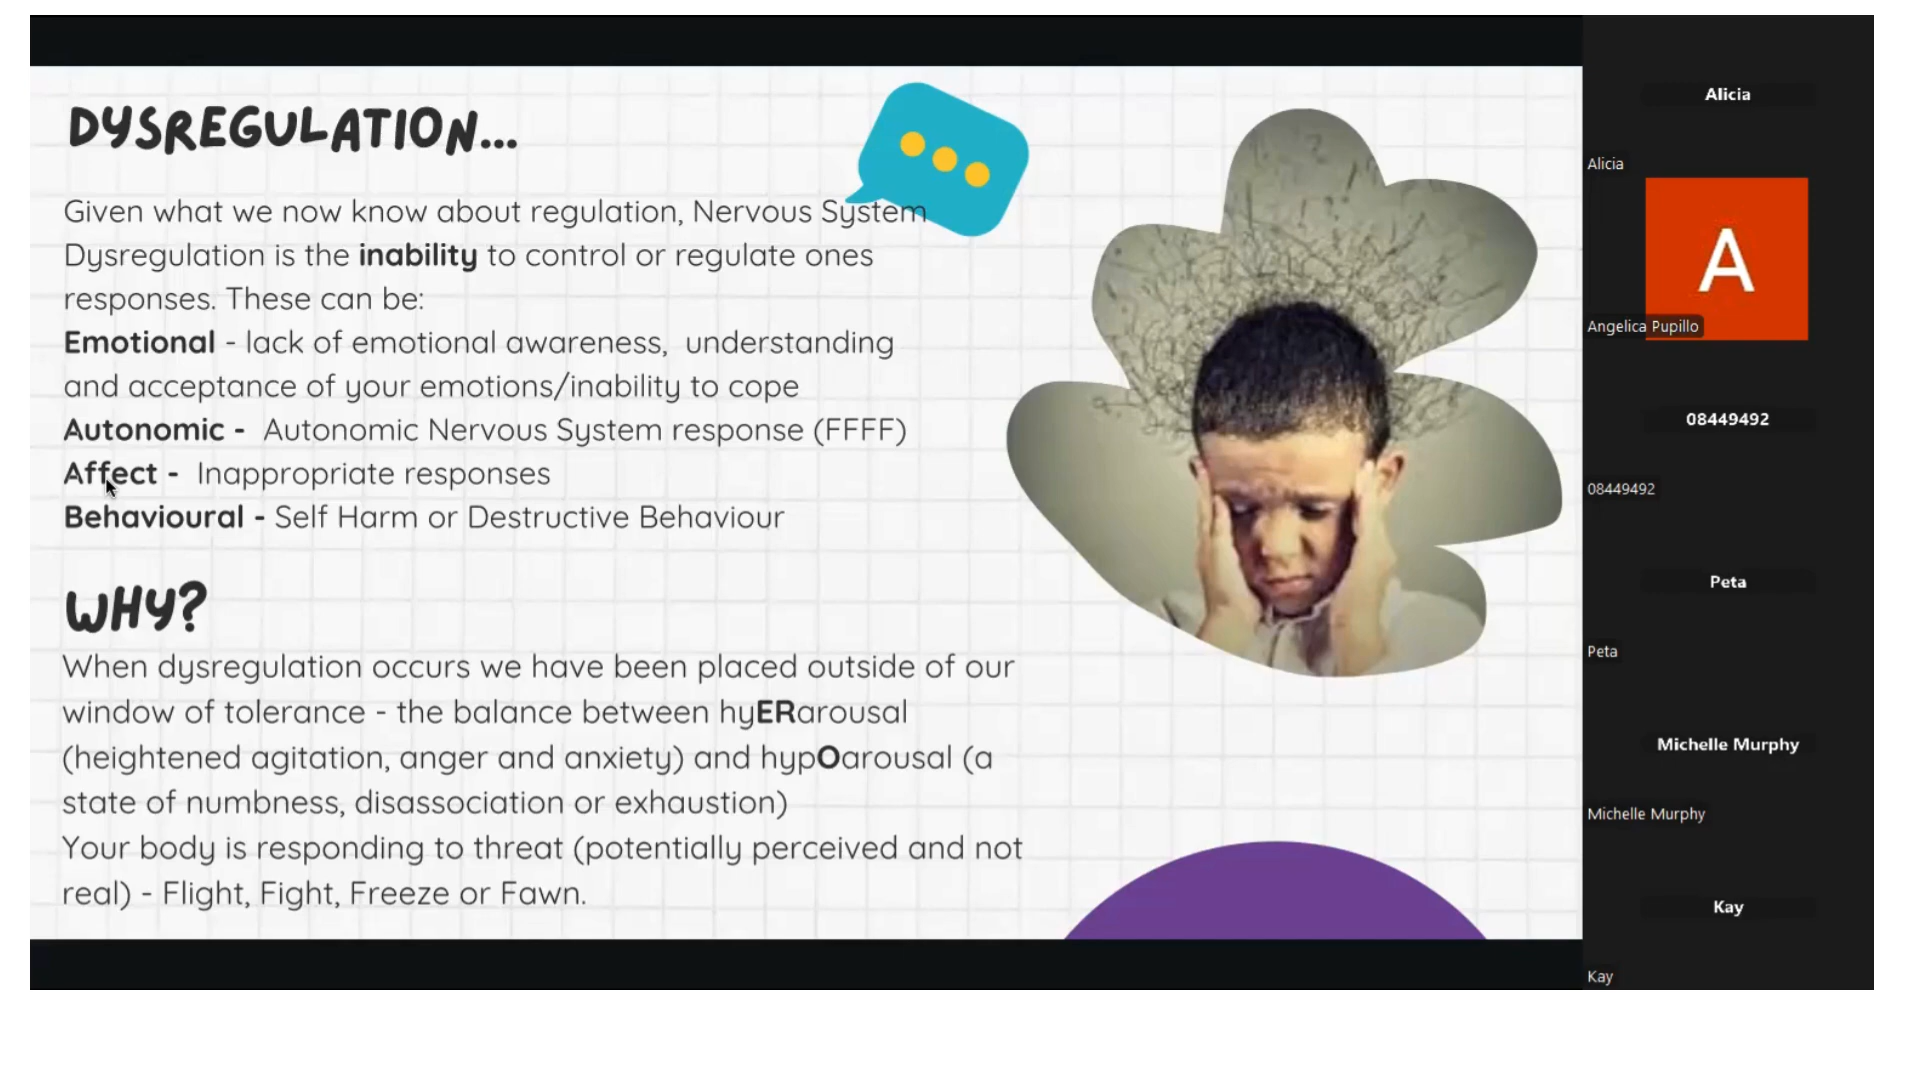 DYSREGULATION...
Given what we now know about regulation, Nervous System
Dysregulation is the inability to control or regulate ones
responses. These can be:
Emotional - lack of emotional awareness,  understanding
and acceptance of your emotions/inability to cope
Autonomic -  Autonomic Nervous System response (FFFF)
Affect -  Inappropriate responses
Behavioural - Self Harm or Destructive Behaviour
WHY?
When dysregulation occurs we have been placed outside of our
window of tolerance - the balance between hyERarousal
(heightened agitation, anger and anxiety) and hypOarousal (a
state of numbness, disassociation or exhaustion)
Your body is responding to threat (potentially perceived and not
real) - Flight, Fight, Freeze or Fawn.
Alicia
Alicia
A
Angelica Pupillo
08449492
08449492
Peta
Peta
Michelle Murphy
Michelle Murphy
Kay
Kay